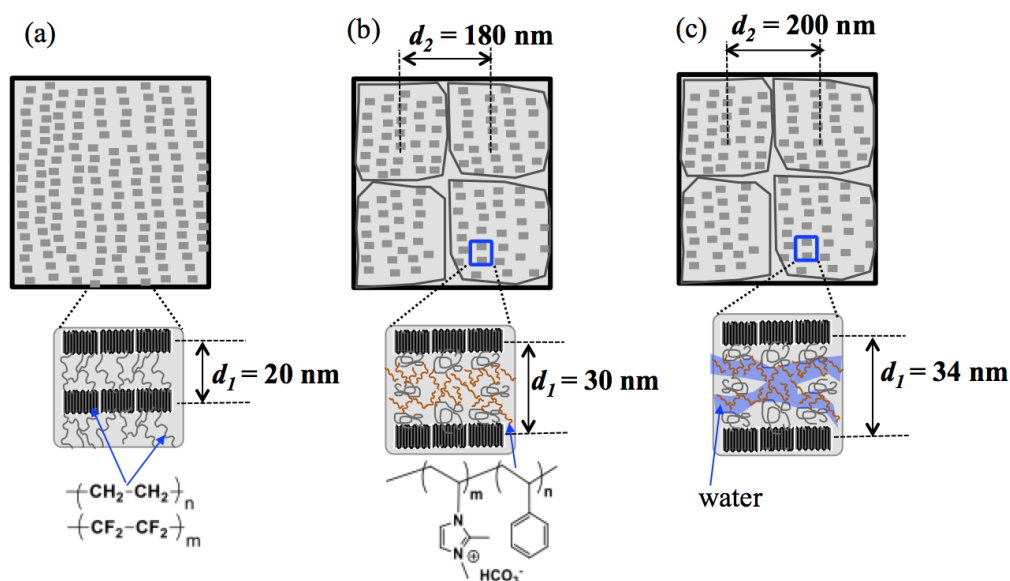 (a)
(b)
d2 = 180 nm
(c)
d2 = 200 nm
d1 = 20 nm
d1 = 30 nm
d1 = 34 nm
water
(CH2-CH2)n
(CF2-CF2)m
m
n
N
N
⊕
HCO3-